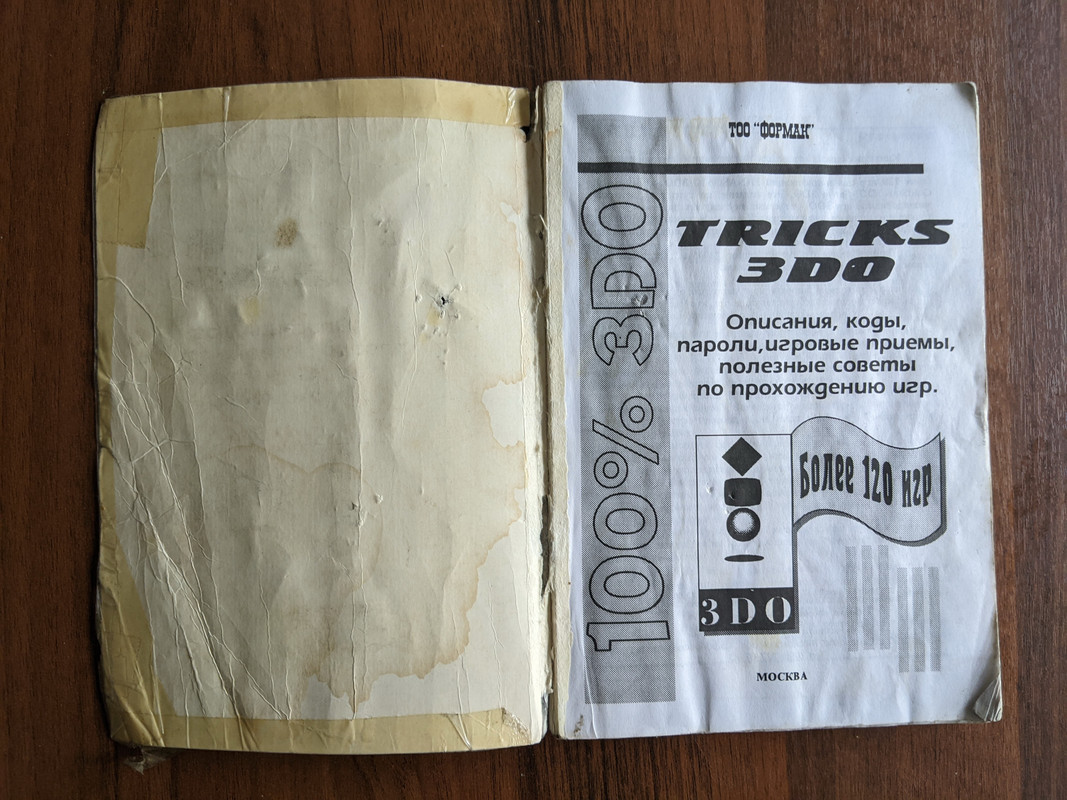 ТОО "ФОРМАК"
100% 3DO
TRICKS
3DO
Описания, коды,
пароли,игровые приемы,
полезные советы
по прохождению игр.
Более 120 игр
3DO
МОСКВА